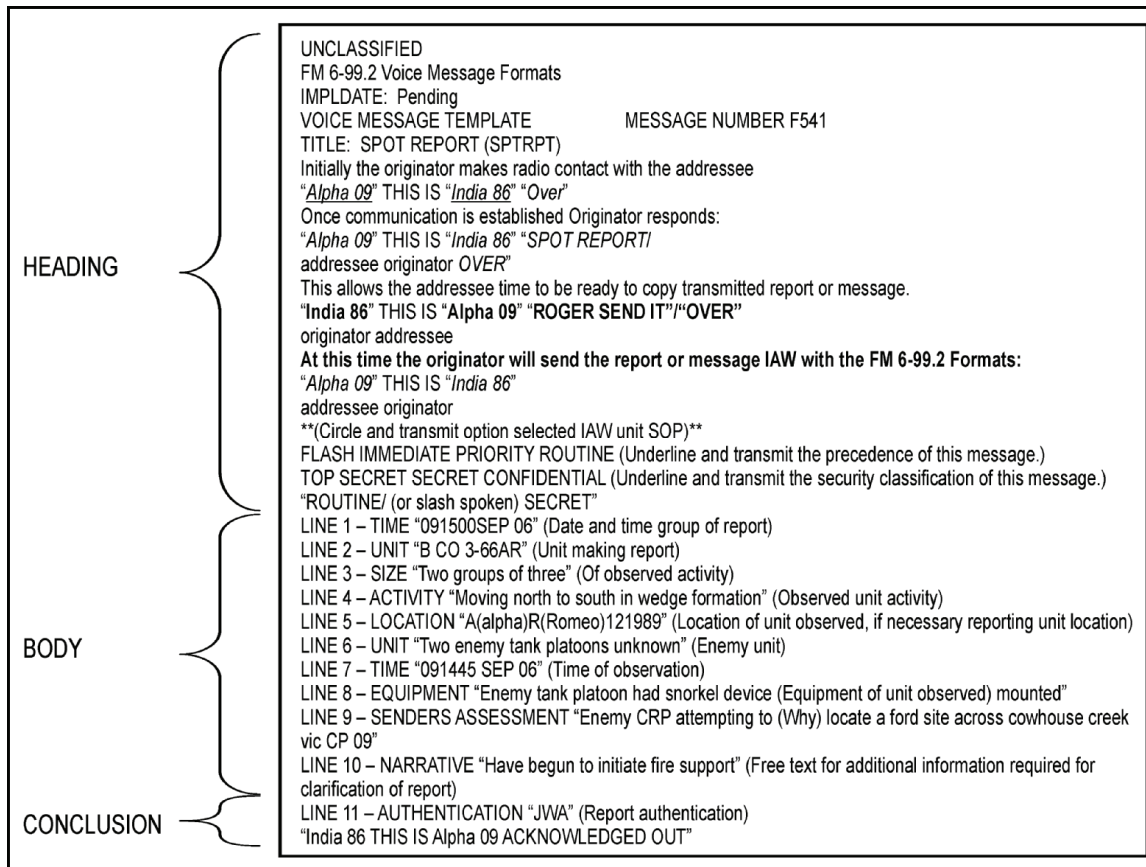 UNCLASSIFIED
FM 6-99.2 Voice Message Formats
IMPLDATE: Pending
VOICE MESSAGE TEMPLATE MESSAGE NUMBER F541
TITLE: SPOT REPORT (SPTRPT)
Initially the originator makes radio contact with the addressee
“Alpha 09” THIS IS “India 86” “Over”
Once communication is established Originator responds:
“Alpha 09” THIS IS “India 86” “SPOT REPORT/
addressee originator OVER”
This allows the addressee time to be ready to copy transmitted report or message.
“India 86” THIS IS “Alpha 09” “ROGER SEND IT”/“OVER”
originator addressee
At this time the originator will send the report or message IAW with the FM 6-99.2 Formats:
“Alpha 09” THIS IS “India 86”
addressee originator
**(Circle and transmit option selected IAW unit SOP)**
FLASH IMMEDIATE PRIORITY ROUTINE (Underline and transmit the precedence of this message.)
TOP SECRET SECRET CONFIDENTIAL (Underline and transmit the security classification of this message.)
“ROUTINE/ (or slash spoken) SECRET”
HEADING
LINE 1 – TIME “091500SEP 06” (Date and time group of report)
LINE 2 – UNIT “B CO 3-66AR” (Unit making report)
LINE 3 – SIZE “Two groups of three” (Of observed activity)
LINE 4 – ACTIVITY “Moving north to south in wedge formation” (Observed unit activity)
LINE 5 – LOCATION “A(alpha)R(Romeo)121989” (Location of unit observed, if necessary reporting unit location)
LINE 6 – UNIT “Two enemy tank platoons unknown” (Enemy unit)
LINE 7 – TIME “091445 SEP 06” (Time of observation)
LINE 8 – EQUIPMENT “Enemy tank platoon had snorkel device (Equipment of unit observed) mounted”
LINE 9 – SENDERS ASSESSMENT “Enemy CRP attempting to (Why) locate a ford site across cowhouse creek
vic CP 09”
LINE 10 – NARRATIVE “Have begun to initiate fire support” (Free text for additional information required for
clarification of report)
BODY
LINE 11 – AUTHENTICATION “JWA” (Report authentication)
“India 86 THIS IS Alpha 09 ACKNOWLEDGED OUT”
CONCLUSION